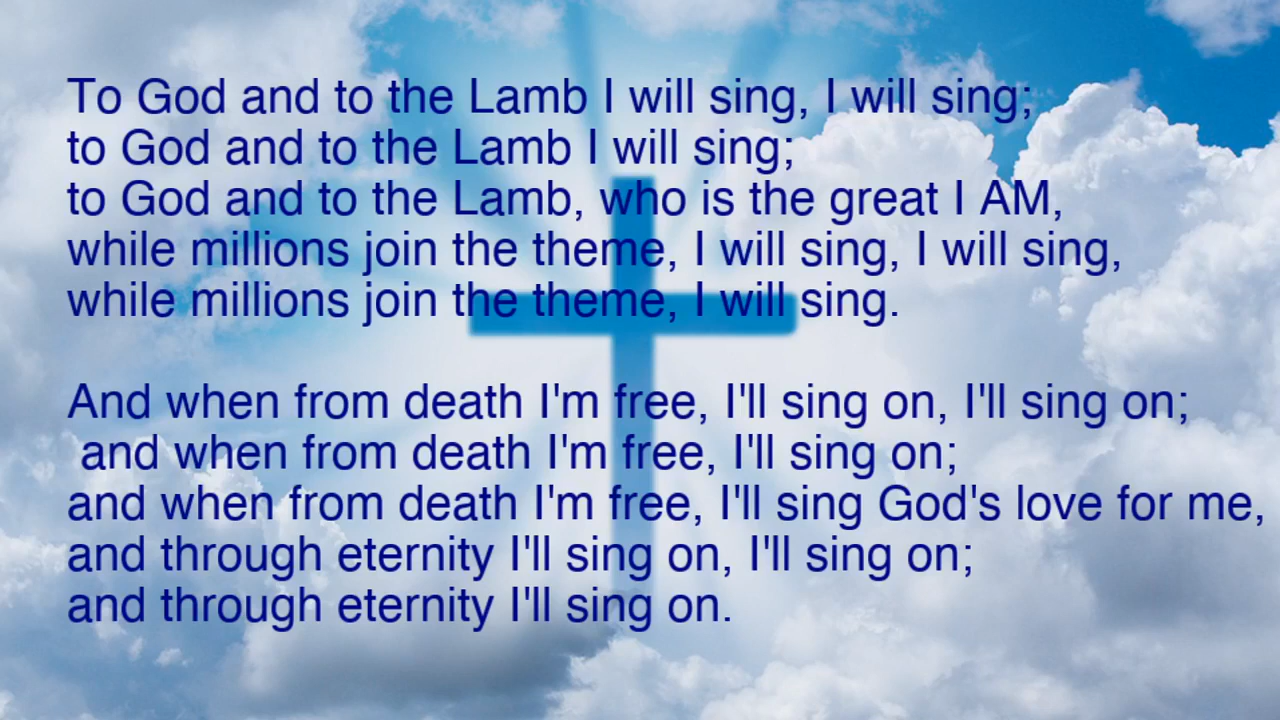 To God and to the Lamb I will sing, I will sing;
to God and to the Lamb I will sing;
to God and to the Lamb, who is the great I AM,
while millions join the theme, I will sing, I will sing,
while millions join the theme, I will sing.
And when from death I'm free, I'll sing on, I'll sing on;
and when from death I'm free, I'll sing on;
and when from death I'm free, I'll sing God's love for me,
and through eternity I'll sing on, I'll sing on;
and through eternity I'll sing on.